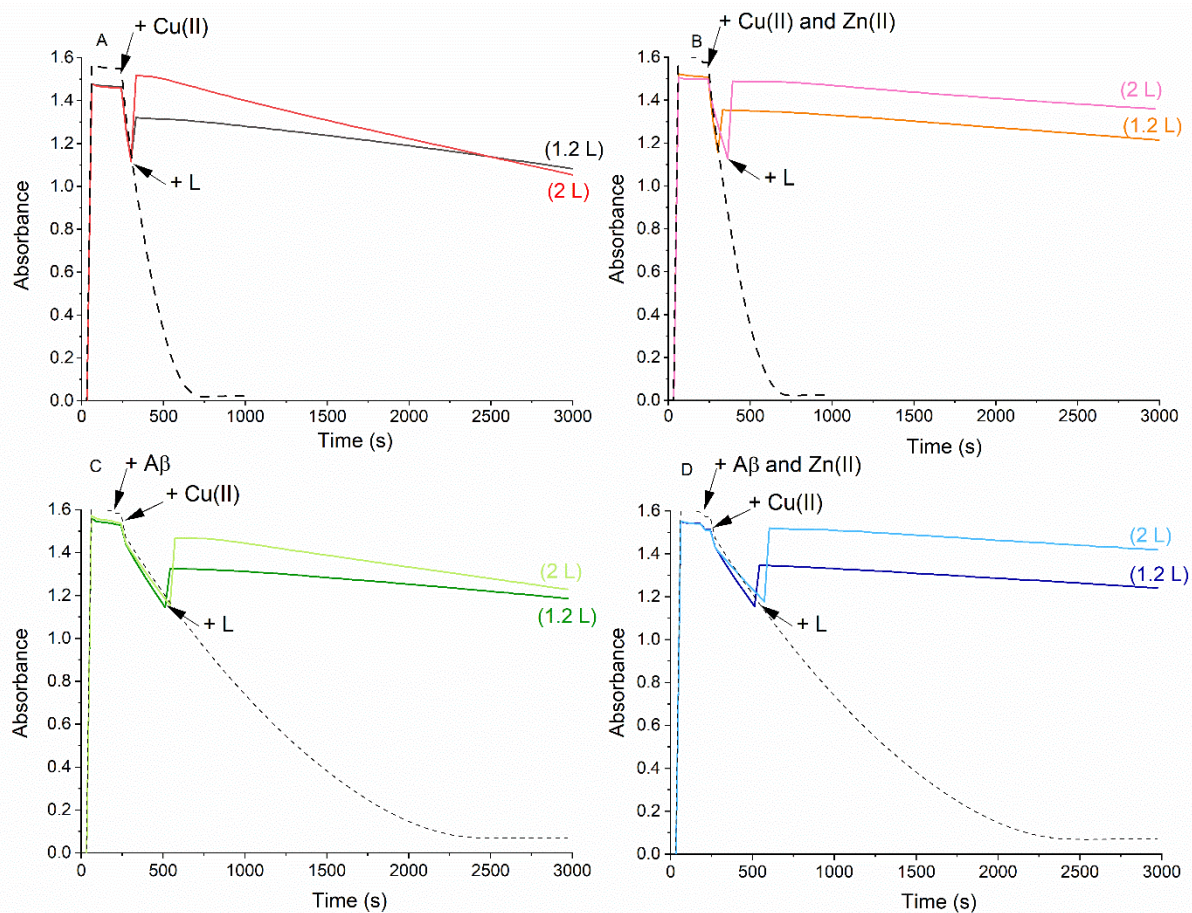 A
+ Cu(II)
1.6
1.4
1.2
1.0
0.8
0.6
0.4
0.2
0.0
Absorbance
(1.2 L)
(2 L)
+ L
0 500 1000 1500 2000 2500 3000
Time (s)
B
+ Cu(II) and Zn(II)
1.6
1.4
1.2
1.0
0.8
0.6
0.4
0.2
0.0
Absorbance
(2 L)
(1.2 L)
+ L
0 500 1000 1500 2000 2500 3000
Time (s)
C
+ Aβ
+ Cu(II)
1.6
1.4
1.2
1.0
0.8
0.6
0.4
0.2
0.0
Absorbance
(2 L)
(1.2 L)
+ L
0 500 1000 1500 2000 2500 3000
Time (s)
D
+ Aβ and Zn(II)
+ Cu(II)
1.6
1.4
1.2
1.0
0.8
0.6
0.4
0.2
0.0
Absorbance
(2 L)
(1.2 L)
+ L
0 500 1000 1500 2000 2500 3000
Time (s)